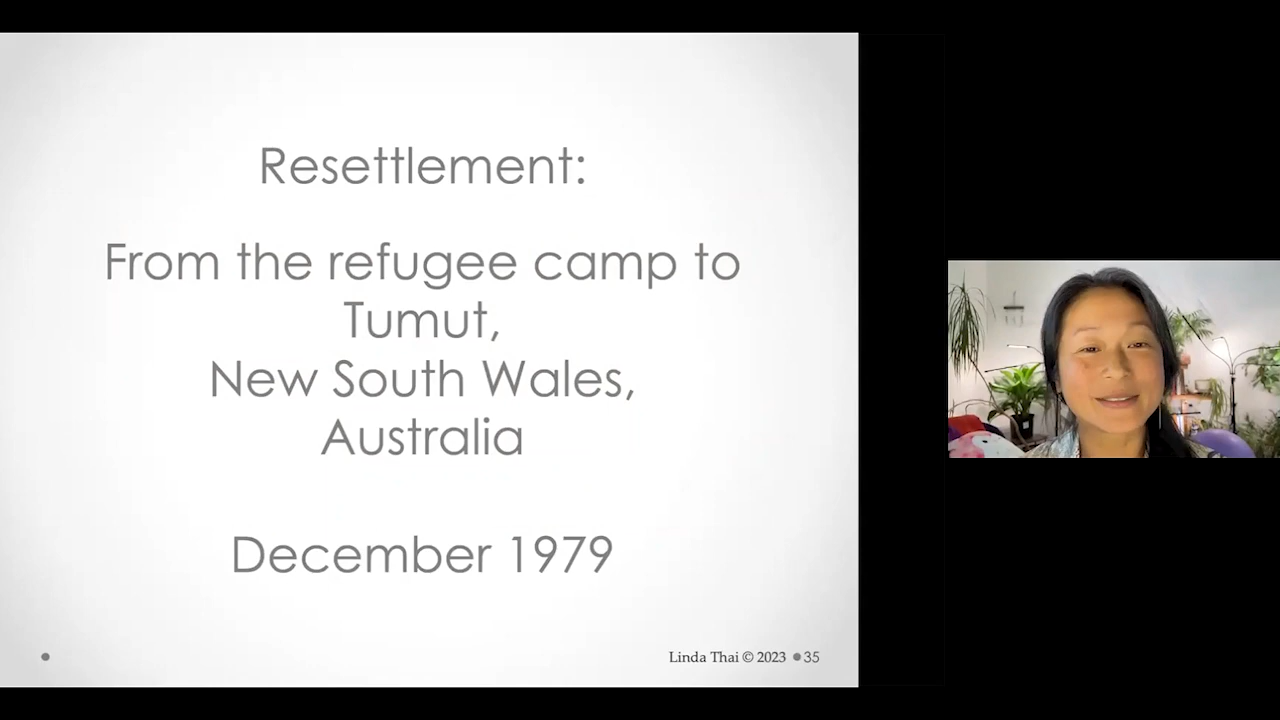 Resettlement:
From the refugee camp to
Tumut,
New South Wales,
Australia
December 1979
Linda Thai © 2023 35